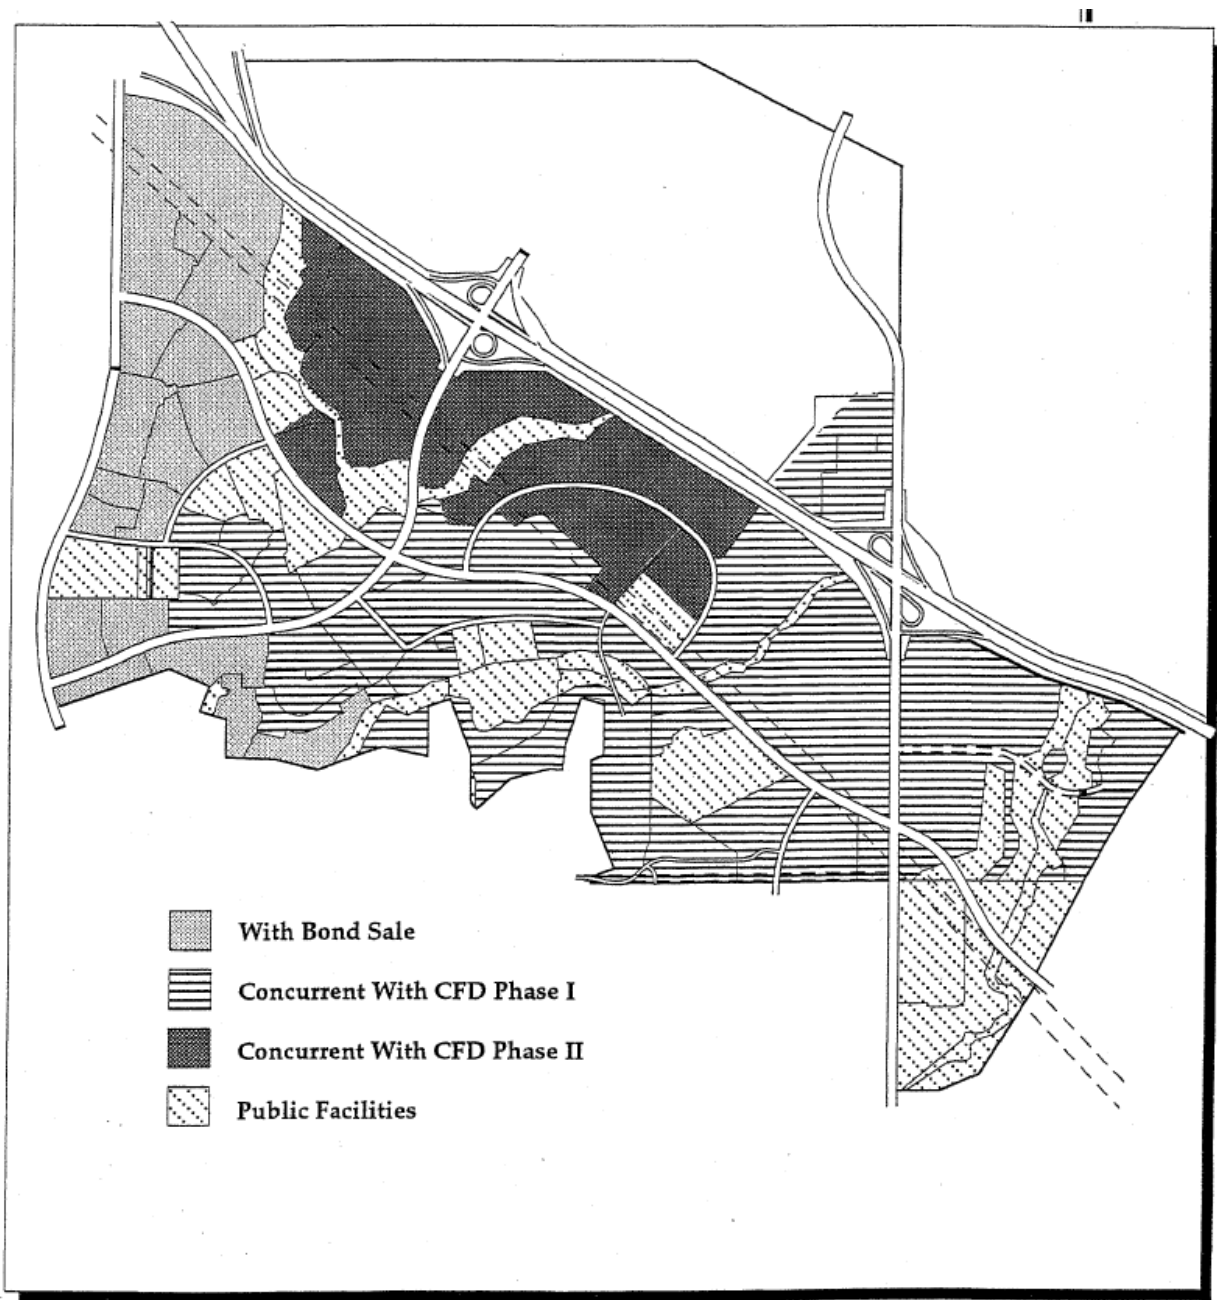 With Bond Sale
Concurrent With CFD Phase I
Concurrent With CFD Phase II
Public Facilities